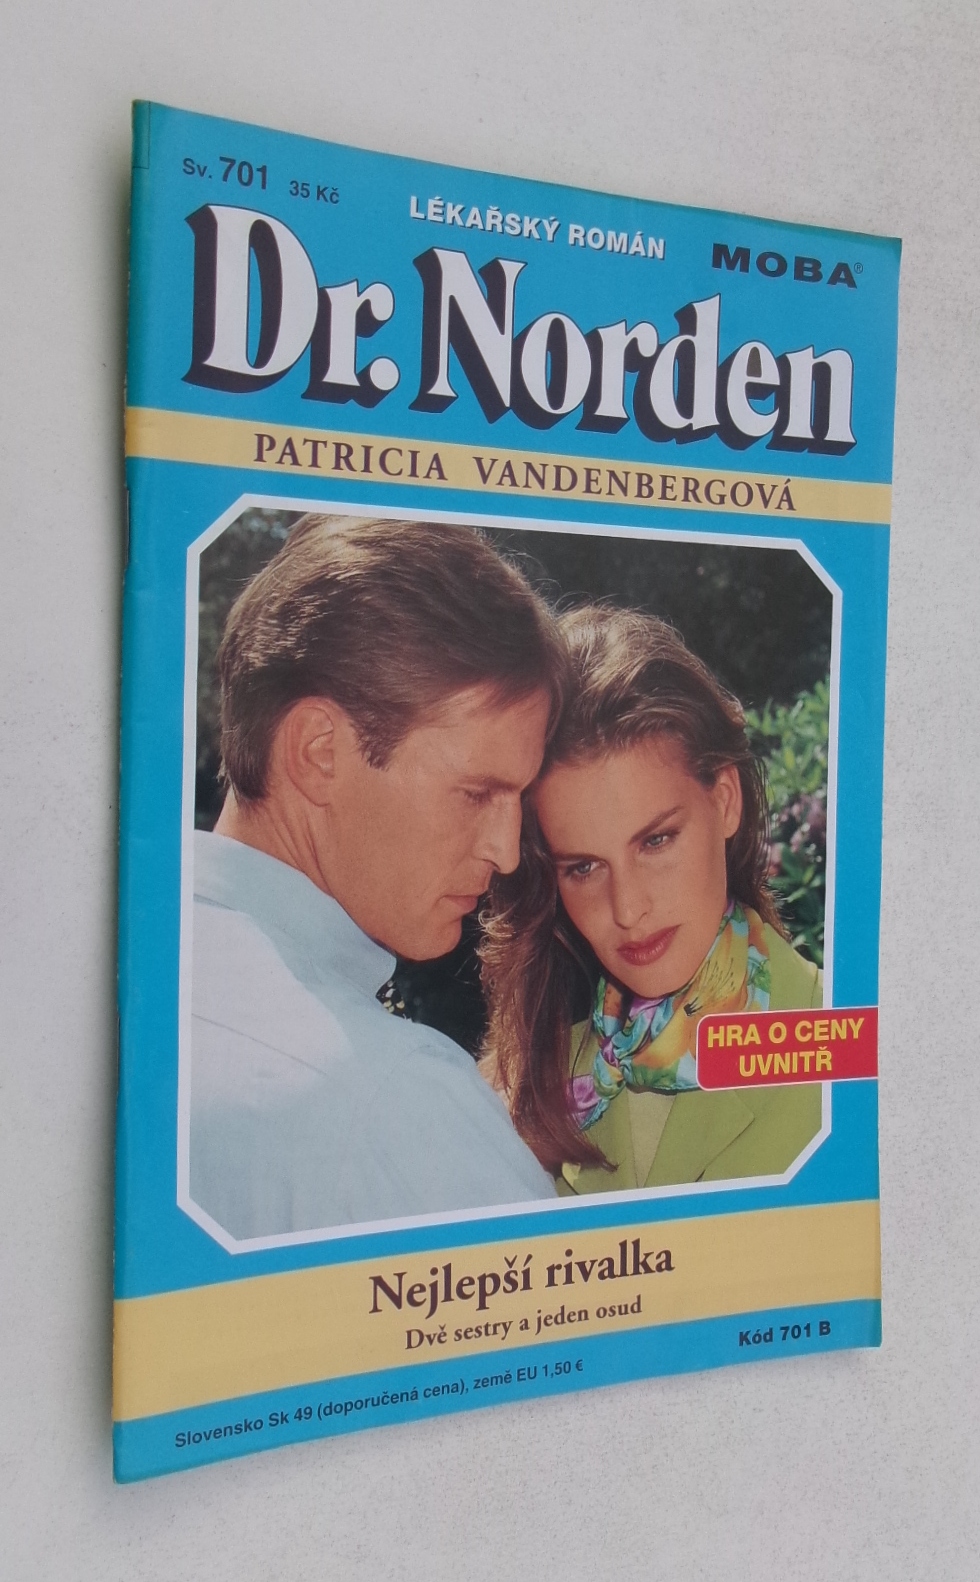 Sv. 701 35 Kč
LÉKAŘSKÝ ROMÁN
MOBA®
Dr. Norden
PATRICIA VANDENBERGOVÁ
HRA O CENY
UVNITŘ
Nejlepší rivalka
Dvě sestry a jeden osud
Kód 701 B
Slovensko Sk 49 (doporučená cena), země EU 1,50 €